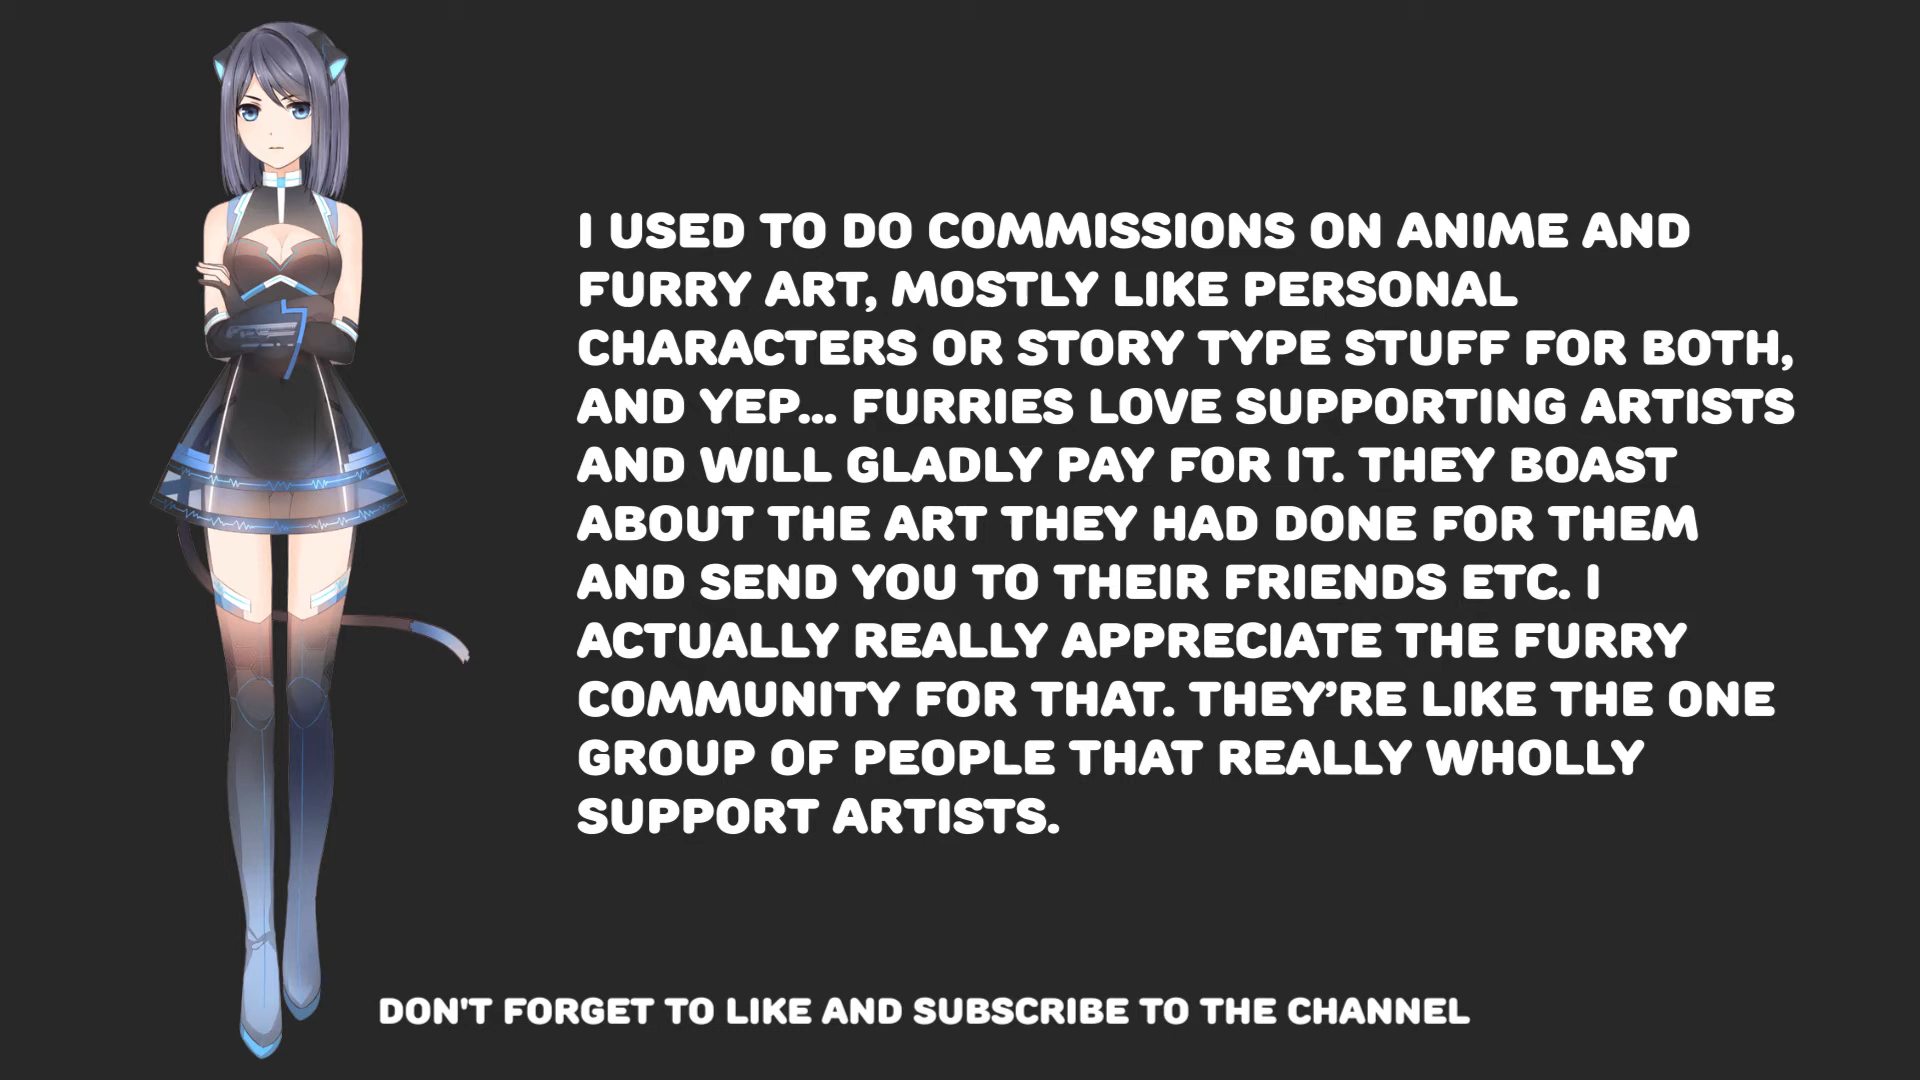 I USED TO DO COMMISSIONS ON ANIME AND
FURRY ART, MOSTLY LIKE PERSONAL
CHARACTERS OR STORY TYPE STUFF FOR BOTH,
AND YEP... FURRIES LOVE SUPPORTING ARTISTS
AND WILL GLADLY PAY FOR IT. THEY BOAST
ABOUT THE ART THEY HAD DONE FOR THEM
AND SEND YOU TO THEIR FRIENDS ETC. I
ACTUALLY REALLY APPRECIATE THE FURRY
COMMUNITY FOR THAT. THEY’RE LIKE THE ONE
GROUP OF PEOPLE THAT REALLY WHOLLY
SUPPORT ARTISTS.
DON'T FORGET TO LIKE AND SUBSCRIBE TO THE CHANNEL